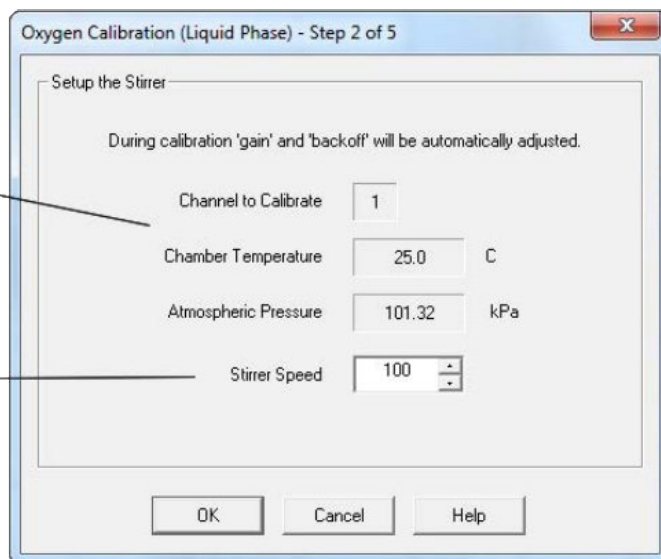 Oxygen Calibration (Liquid Phase) - Step 2 of 5
Setup the Stirrer
During calibration 'gain' and 'backoff' will be automatically adjusted.
Channel to Calibrate 1
Chamber Temperature 25.0 C
Atmospheric Pressure 101.32 kPa
Stirrer Speed 100
OK Cancel Help